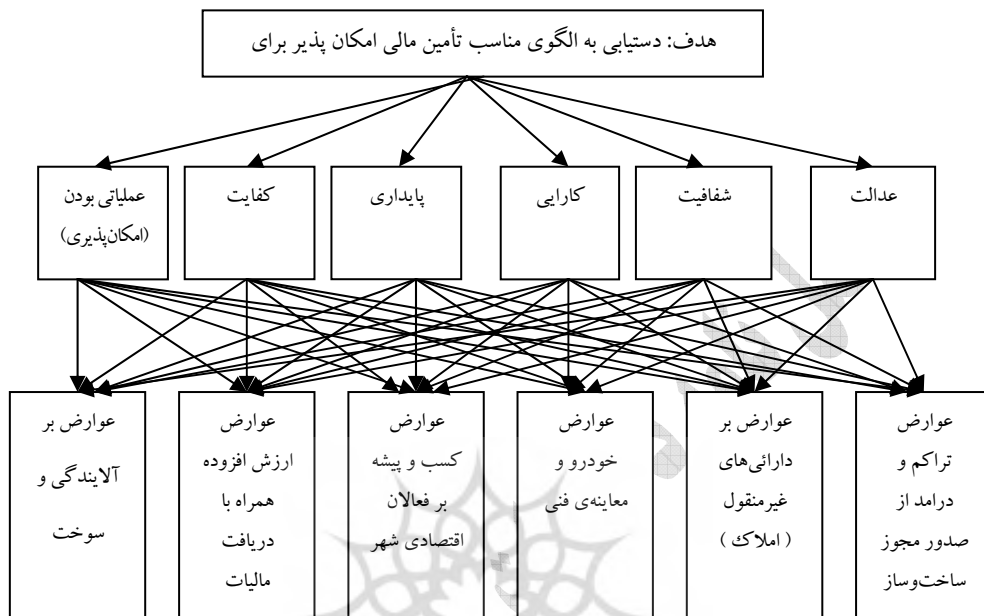 هدف: دستیابی به الگوی مناسب تأمین مالی امکان پذیر برای
عدالت
شفافیت
کارایی
پایداری
کفایت
عملیاتی بودن
(امکان‌پذیری)
عوارض
تراکم و
درامد از
صدور مجوز
ساخت‌وساز
عوارض بر
دارائی‌های
غیرمنقول
( املاک )
عوارض
خودرو و
معاینه‌ی فنی
عوارض
کسب و پیشه
بر فعالان
اقتصادی شهر
عوارض
ارزش افزوده
همراه با
دریافت
مالیات
عوارض بر
آلایندگی و
سوخت